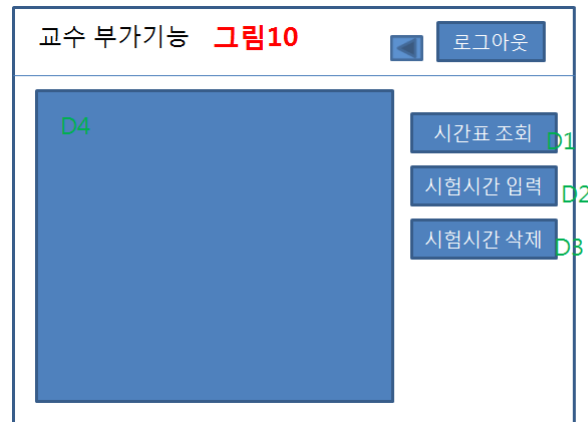 교수 부가기능 그림10
로그아웃
D4
시간표 조회 D1
시험시간 입력 D2
시험시간 삭제 D3